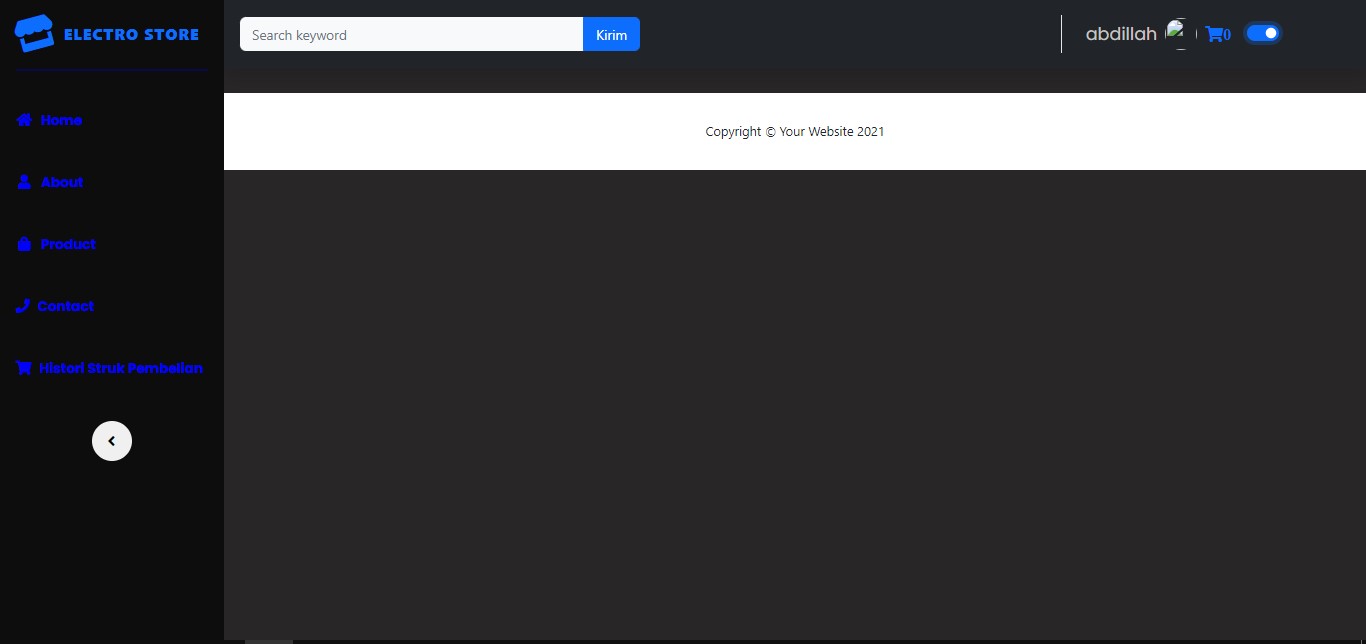 ELECTRO STORE
Search keyword
Kirim
abdillah
0
Home
About
Product
Contact
Histori Struk Pembelian
Copyright © Your Website 2021